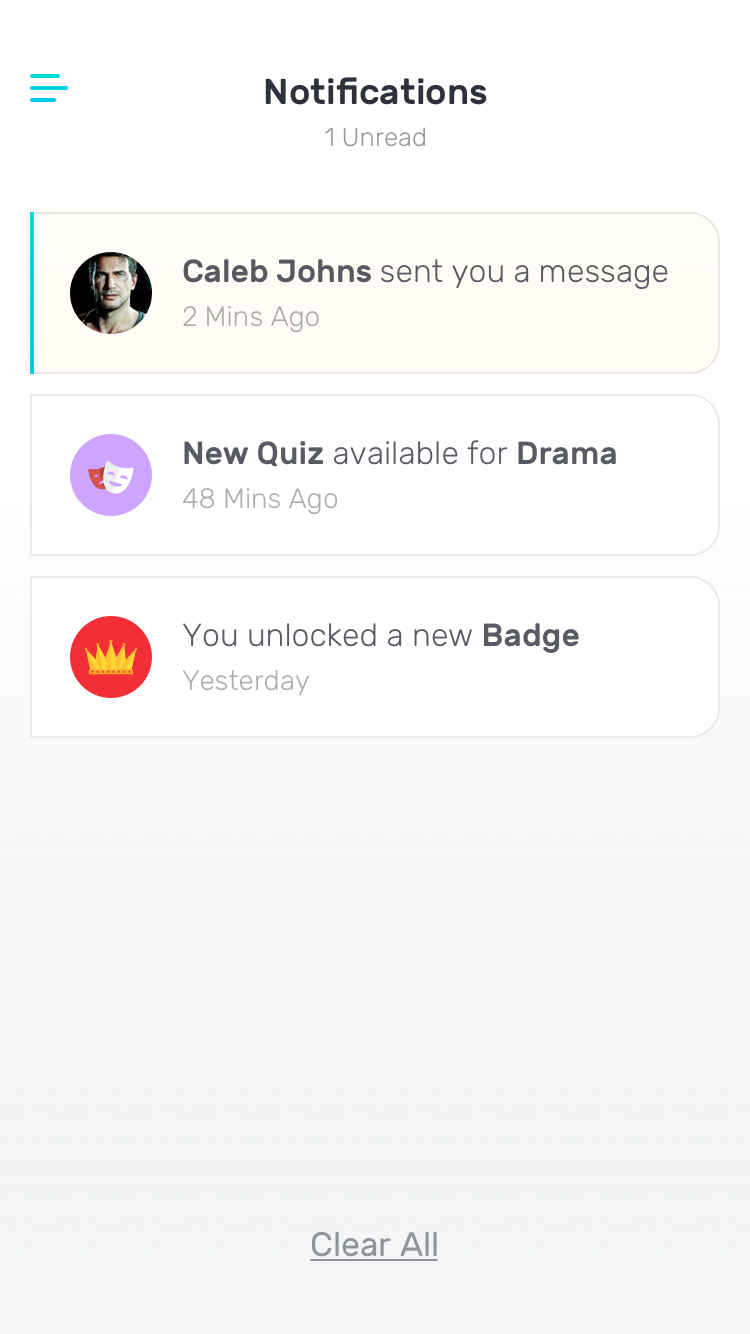 Notifications
1 Unread
Caleb Johns sent you a message
2 Mins Ago
New Quiz available for Drama
48 Mins Ago
You unlocked a new Badge
Yesterday
Clear All